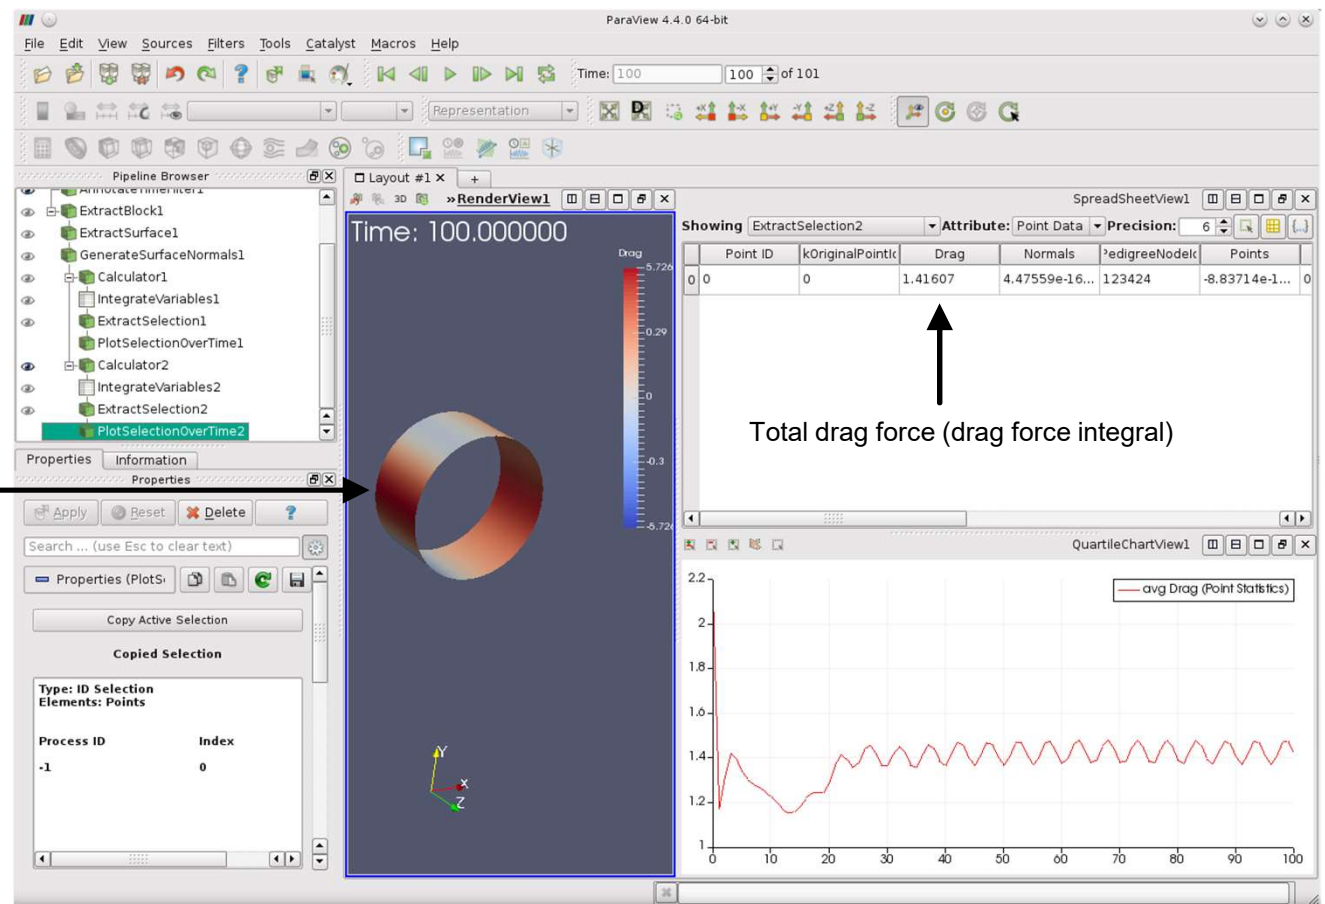 ParaView 4.4.0 64-bit
File Edit View Sources Filters Tools Catalyst Macros Help
Time: 100 100 of 101
Representation
Pipeline Browser
AnnotateTimeFilter1
ExtractBlock1
ExtractSurface1
GenerateSurfaceNormals1
Calculator1
IntegrateVariables1
ExtractSelection1
PlotSelectionOverTime1
Calculator2
IntegrateVariables2
ExtractSelection2
PlotSelectionOverTime2
Properties Information
Properties
Apply Reset Delete ?
Search ... (use Esc to clear text)
Properties (PlotS
Copy Active Selection
Copied Selection
Type: ID Selection
Elements: Points
Process ID Index
-1 0
Layout #1 × +
3D »RenderView1
Time: 100.000000
Drag
5.726
0.29
0
-0.3
-5.726
Y
X
Z
SpreadSheetView1
Showing ExtractSelection2 Attribute: Point Data Precision: 6
Point ID kOriginalPointIc Drag Normals PedigreeNodeIc Points
0 0 0 1.41607 4.47559e-16... 123424 -8.83714e-1... 0
Total drag force (drag force integral)
QuartileChartView1
avg Drag (Point Statistics)
2.2
2
1.8
1.6
1.4
1.2
1
0 10 20 30 40 50 60 70 80 90 100